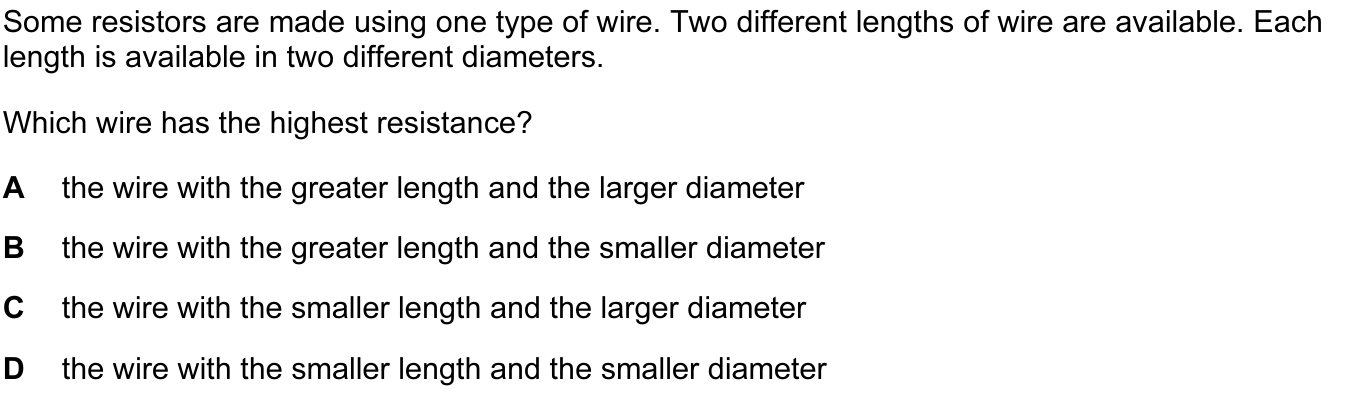 Some resistors are made using one type of wire. Two different lengths of wire are available. Each
length is available in two different diameters.
Which wire has the highest resistance?
A the wire with the greater length and the larger diameter
B the wire with the greater length and the smaller diameter
C the wire with the smaller length and the larger diameter
D the wire with the smaller length and the smaller diameter